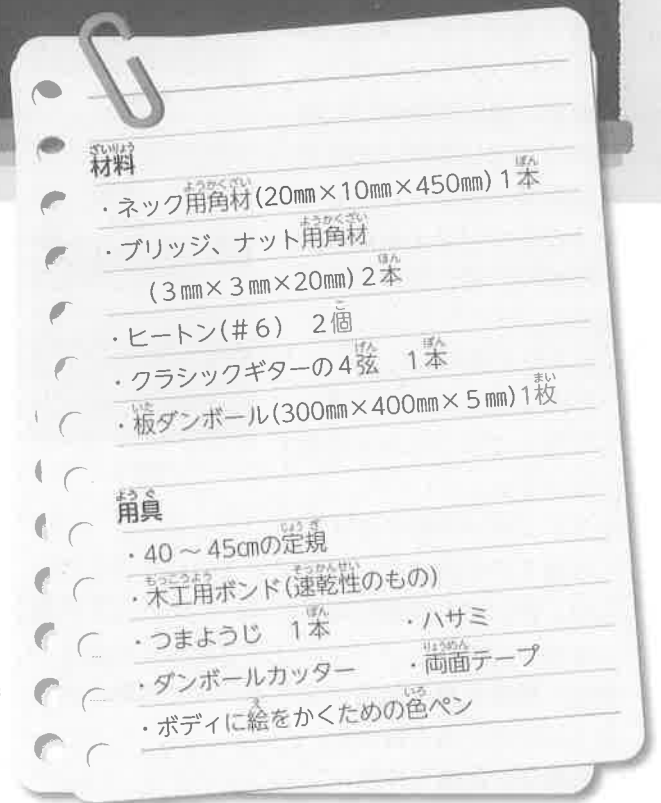 材料
・ネック用角材(20㎜×10㎜×450㎜)1本
・ブリッジ、ナット用角材
(3㎜×3㎜×20㎜)2本
・ヒートン(#6) 2個
・クラシックギターの4弦 1本
・板ダンボール(300㎜×400㎜×5㎜)1枚
用具
・40～45㎝の定規
・木工用ボンド(速乾性のもの)
・つまようじ 1本 ・ハサミ
・ダンボールカッター ・両面テープ
・ボディに絵をかくための色ペン